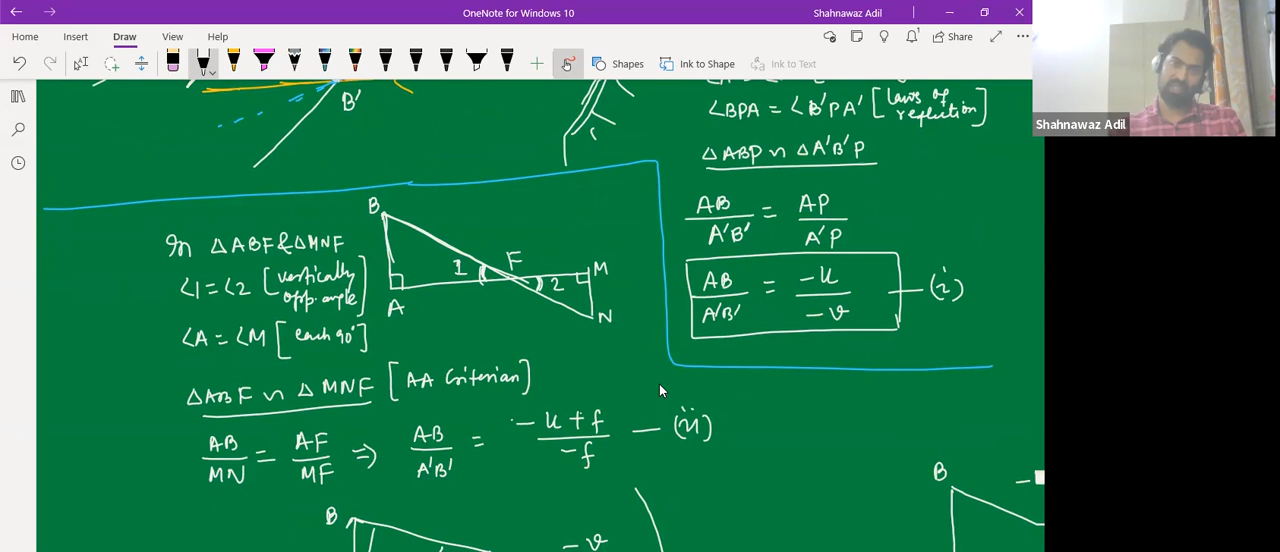 OneNote for Windows 10
Shahnawaz Adil
Home Insert Draw View Help
Share
Shapes Ink to Shape Ink to Text
Shahnawaz Adil
B'
∠BPA = ∠B'PA' [laws of reflection]
△ABP ~ △A'B'P
AB/A'B' = AP/A'P
AB/A'B' = -u/-v —(i)
B
In △ABF & △MNF
∠1=∠2 [vertically opp. angle]
∠A = ∠M [each 90°]
1 F 2 M
A N
△ABF ~ △MNF [AA Criterian]
AB/MN = AF/MF ⇒ AB/A'B' = -u+f/-f —(ii)
B
-v
B